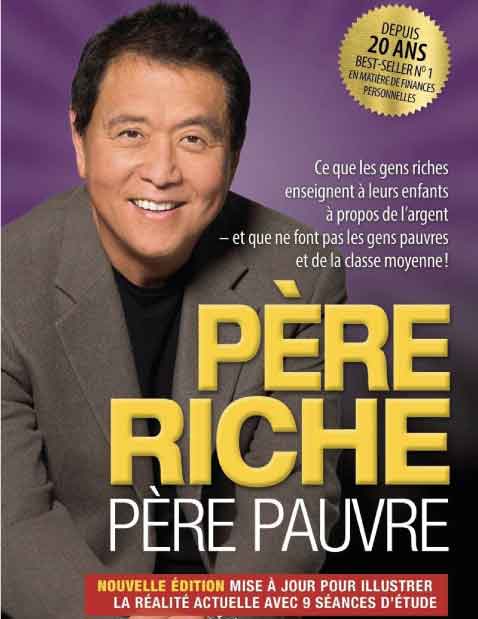 DEPUIS
20 ANS
BEST-SELLER N° 1
EN MATIÈRE DE FINANCES
PERSONNELLES
Ce que les gens riches
enseignent à leurs enfants
à propos de l'argent
– et que ne font pas les gens pauvres
et de la classe moyenne!
PÈRE
RICHE
PÈRE PAUVRE
NOUVELLE ÉDITION MISE À JOUR POUR ILLUSTRER
LA RÉALITÉ ACTUELLE AVEC 9 SÉANCES D'ÉTUDE